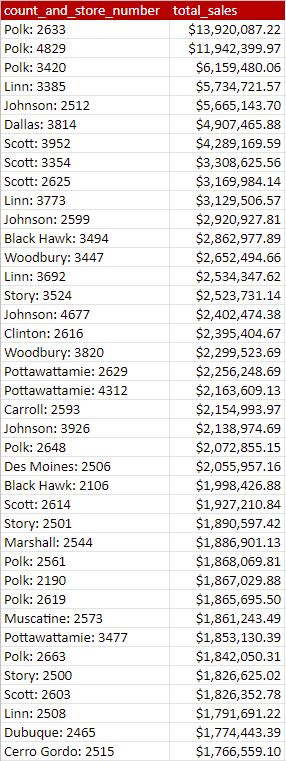 count_and_store_number total_sales
Polk: 2633 $13,920,087.22
Polk: 4829 $11,942,399.97
Polk: 3420 $6,159,480.06
Linn: 3385 $5,734,721.57
Johnson: 2512 $5,665,143.70
Dallas: 3814 $4,907,465.88
Scott: 3952 $4,289,169.59
Scott: 3354 $3,308,625.56
Scott: 2625 $3,169,984.14
Linn: 3773 $3,129,506.57
Johnson: 2599 $2,920,927.81
Black Hawk: 3494 $2,862,977.89
Woodbury: 3447 $2,652,494.66
Linn: 3692 $2,534,347.62
Story: 3524 $2,523,731.14
Johnson: 4677 $2,402,474.38
Clinton: 2616 $2,395,404.67
Woodbury: 3820 $2,299,523.69
Pottawattamie: 2629 $2,256,248.69
Pottawattamie: 4312 $2,163,609.13
Carroll: 2593 $2,154,993.97
Johnson: 3926 $2,138,974.69
Polk: 2648 $2,072,855.15
Des Moines: 2506 $2,055,957.16
Black Hawk: 2106 $1,998,426.88
Scott: 2614 $1,927,210.84
Story: 2501 $1,890,597.42
Marshall: 2544 $1,886,901.13
Polk: 2561 $1,868,069.81
Polk: 2190 $1,867,029.88
Polk: 2619 $1,865,695.50
Muscatine: 2573 $1,861,243.49
Pottawattamie: 3477 $1,853,130.39
Polk: 2663 $1,842,050.31
Story: 2500 $1,826,625.02
Scott: 2603 $1,826,352.78
Linn: 2508 $1,791,691.22
Dubuque: 2465 $1,774,443.39
Cerro Gordo: 2515 $1,766,559.10